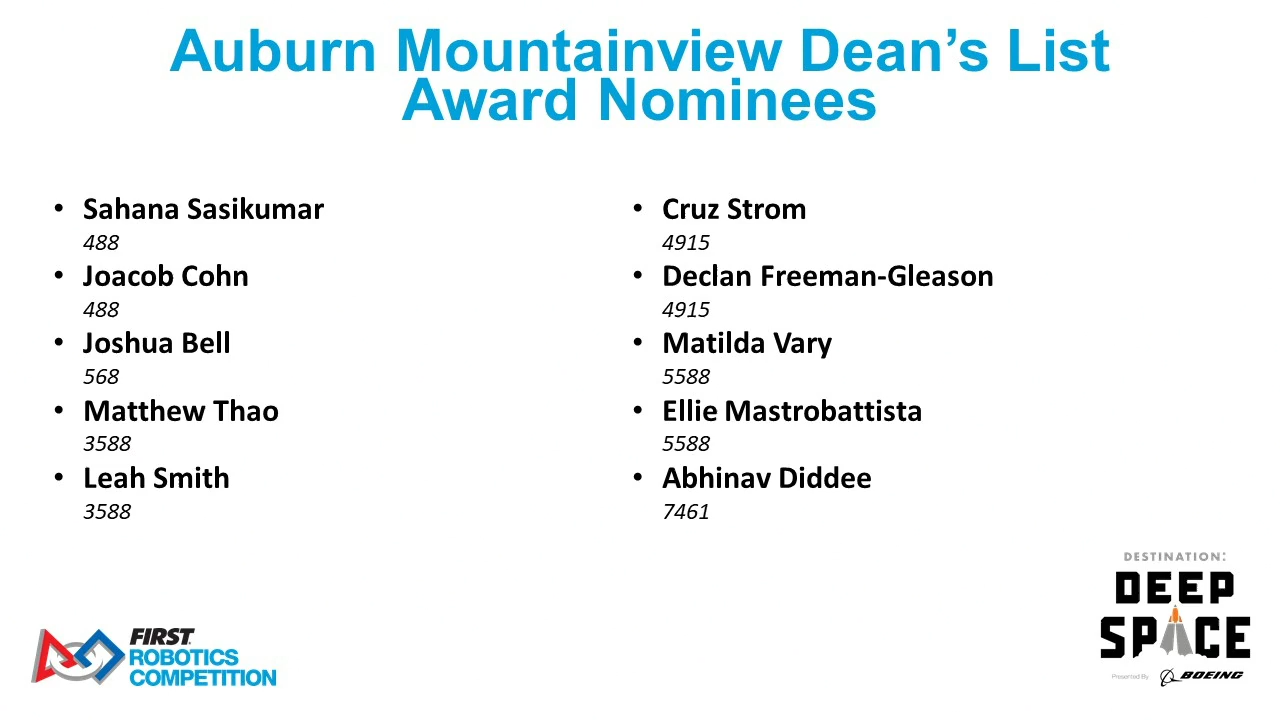 Auburn Mountainview Dean’s List
Award Nominees
• Sahana Sasikumar
488
• Joacob Cohn
488
• Joshua Bell
568
• Matthew Thao
3588
• Leah Smith
3588
• Cruz Strom
4915
• Declan Freeman-Gleason
4915
• Matilda Vary
5588
• Ellie Mastrobattista
5588
• Abhinav Diddee
7461
FIRST
ROBOTICS
COMPETITION
DESTINATION:
DEEP
SPACE
Presented By BOEING